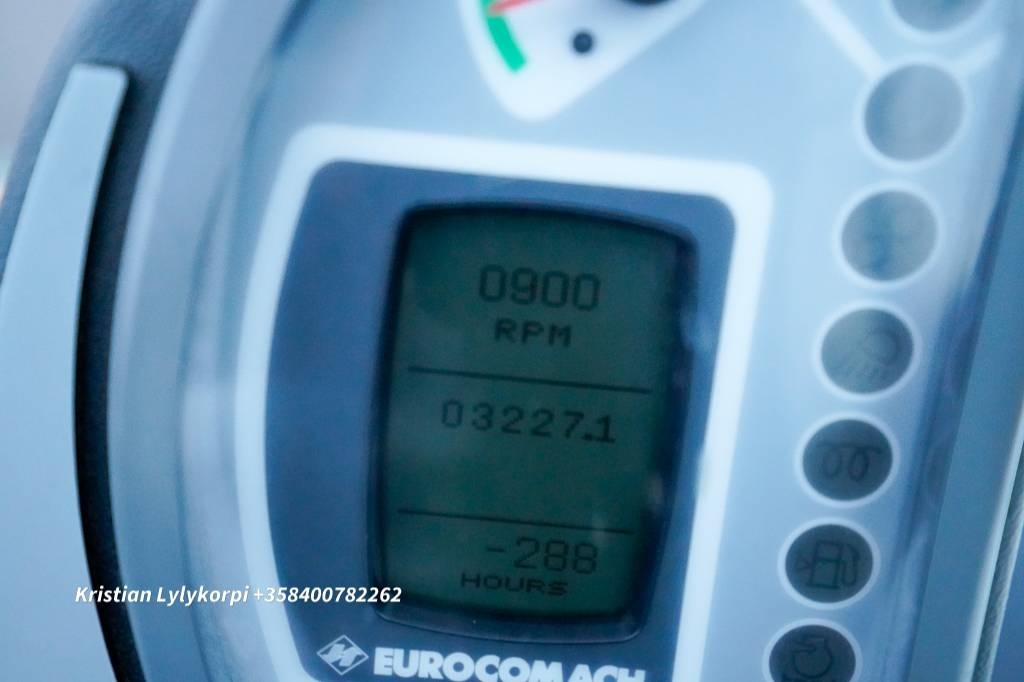 0900
RPM
03227.1
-288
HOURS
Kristian Lylykorpi +358400782262
EUROCOMACH